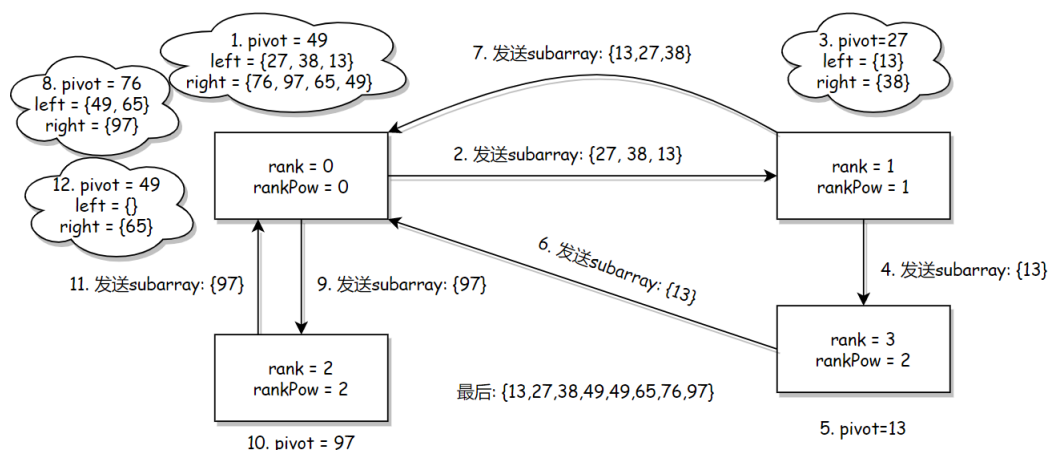 1. pivot = 49
left = {27, 38, 13}
right = {76, 97, 65, 49}
7. 发送subarray: {13,27,38}
3. pivot=27
left = {13}
right = {38}
8. pivot = 76
left = {49, 65}
right = {97}
rank = 0
rankPow = 0
2. 发送subarray: {27, 38, 13}
rank = 1
rankPow = 1
12. pivot = 49
left = {}
right = {65}
6. 发送subarray: {13}
4. 发送subarray: {13}
11. 发送subarray: {97}
9. 发送subarray: {97}
rank = 3
rankPow = 2
rank = 2
rankPow = 2
最后: {13,27,38,49,49,65,76,97}
5. pivot=13
10. pivot = 97